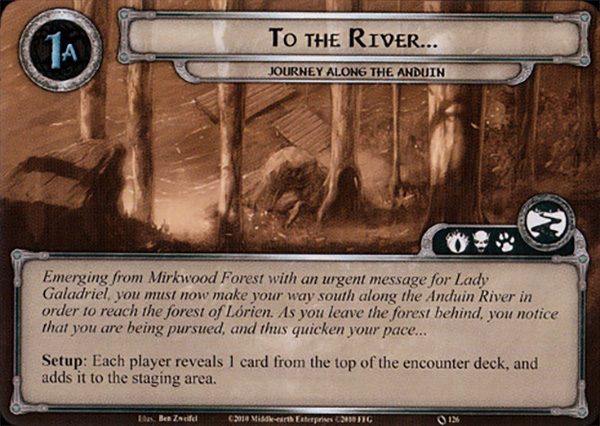 1A
TO THE RIVER...
JOURNEY ALONG THE ANDUIN
Emerging from Mirkwood Forest with an urgent message for Lady
Galadriel, you must now make your way south along the Anduin River in
order to reach the forest of Lórien. As you leave the forest behind, you notice
that you are being pursued, and thus quicken your pace...
Setup: Each player reveals 1 card from the top of the encounter deck, and
adds it to the staging area.
Illus. Ben Zweifel ©2010 Middle-earth Enterprises ©2010 FFG 126